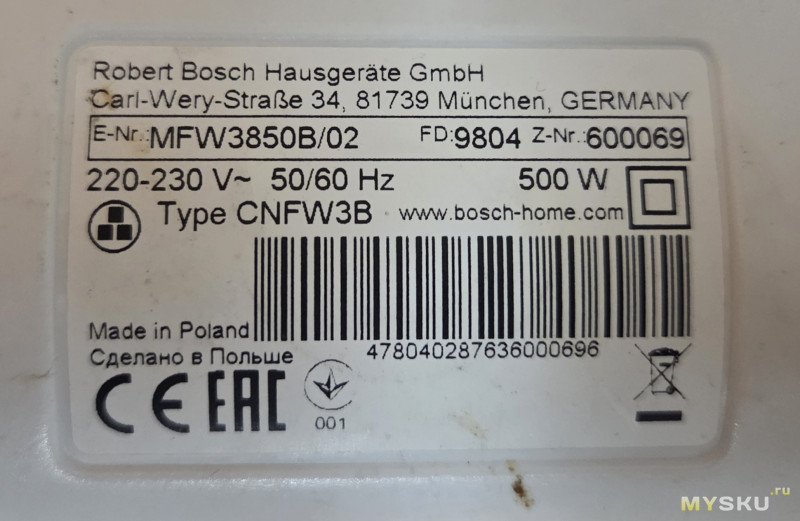 Robert Bosch Hausgeräte GmbH
Carl-Wery-Straße 34, 81739 München, GERMANY
E-Nr.: MFW3850B/02 FD: 9804 Z-Nr.: 600069
220-230 V~ 50/60 Hz 500 W
Type CNFW3B www.bosch-home.com
Made in Poland
Сделано в Польше
478040287636000696
CE EAC
001
MYSKU.ru